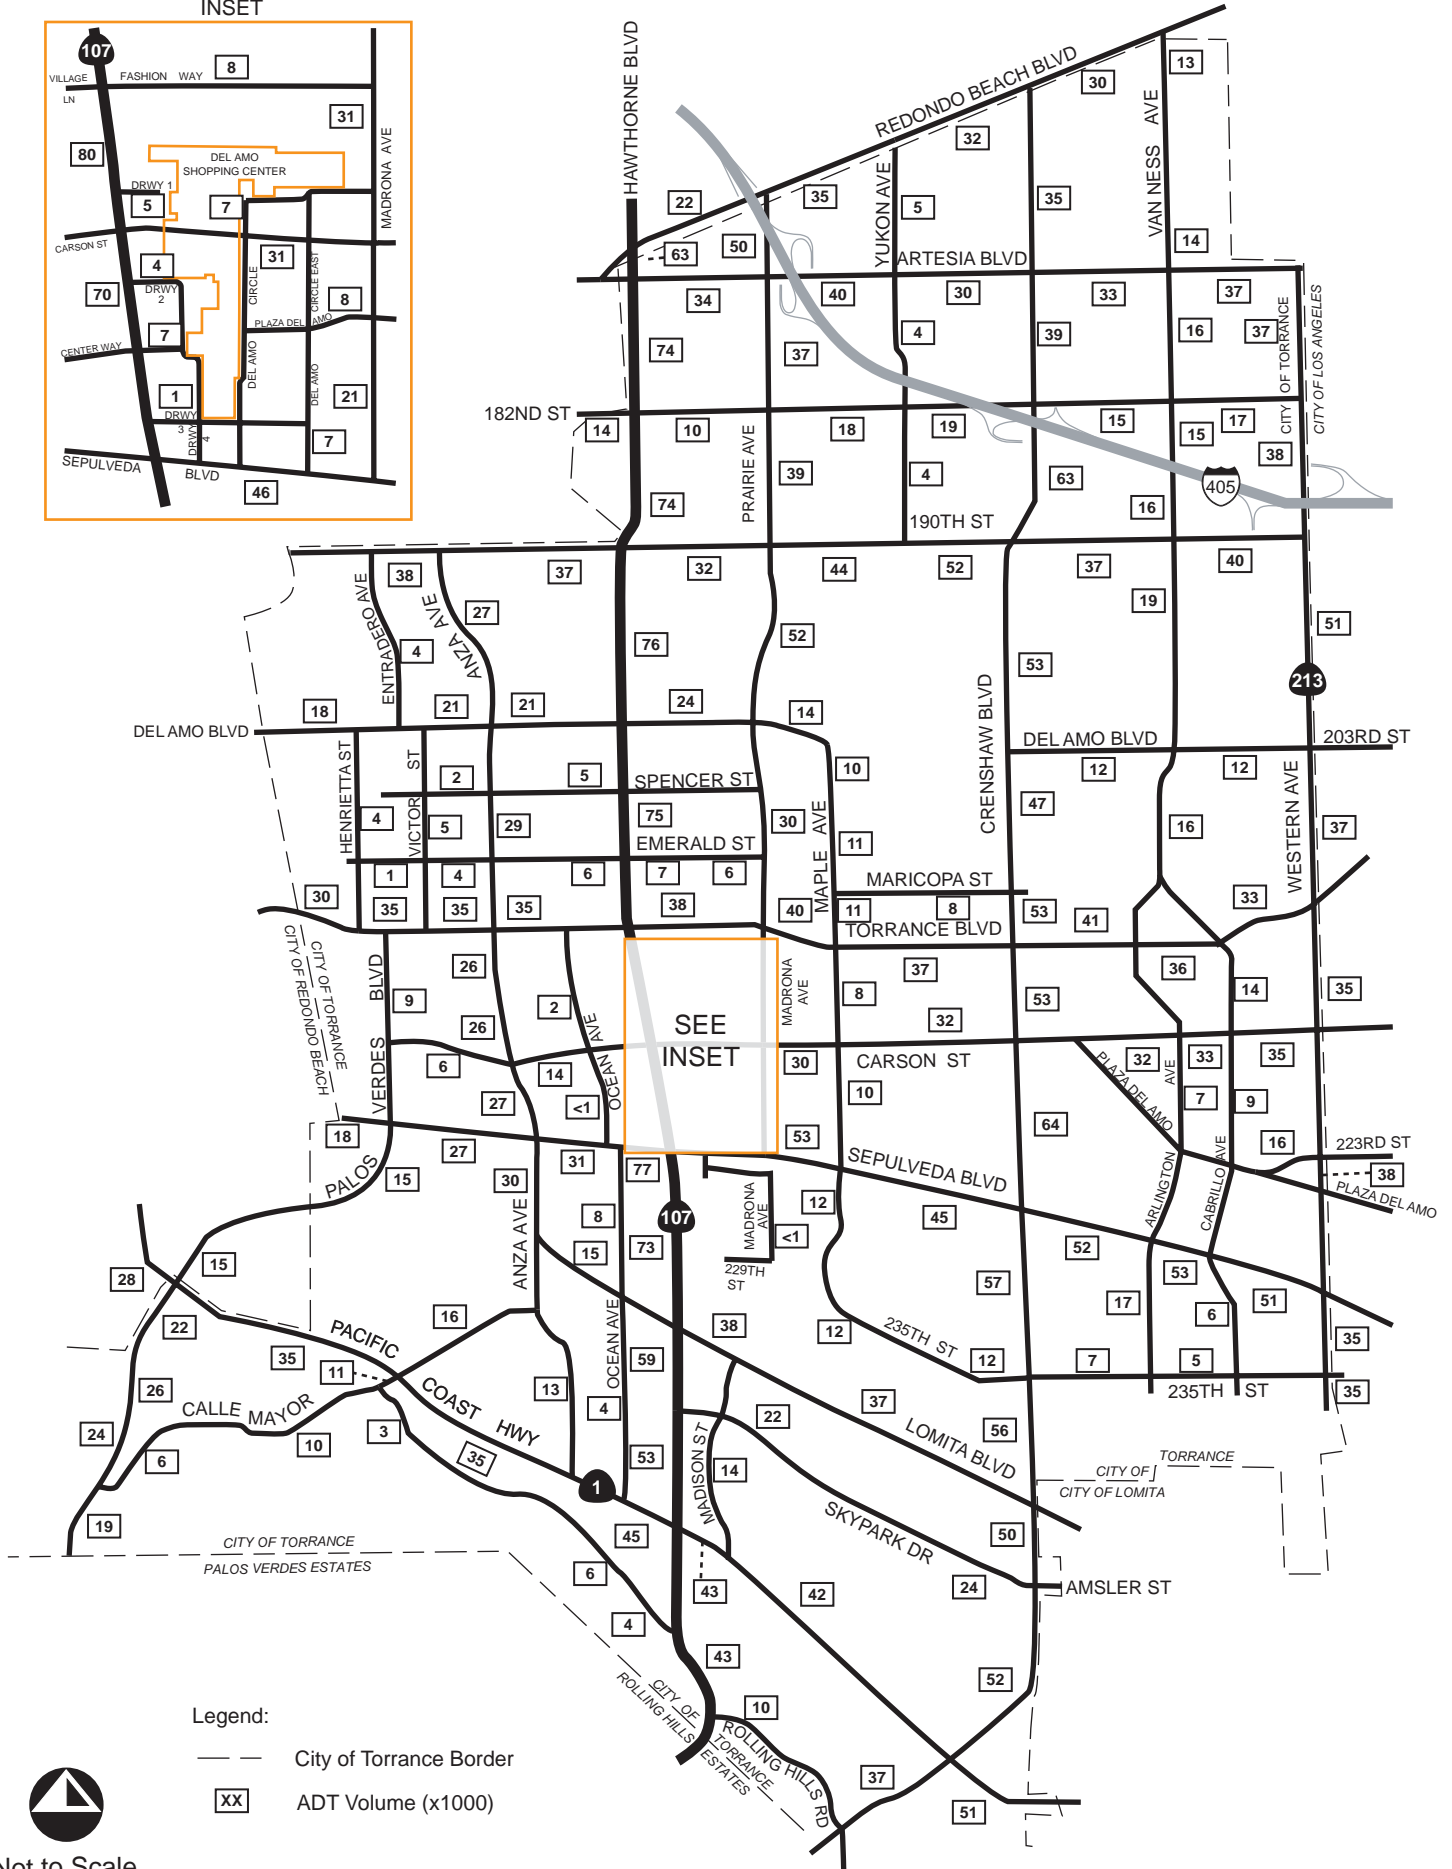 INSET
107
VILLAGE
LN
FASHION WAY
8
31
80
DEL AMO
SHOPPING CENTER
MADRONA AVE
DRWY 1
5
7
CARSON ST
4
31
DRWY
2
70
CIRCLE
CIRCLE EAST
8
7
PLAZA DEL AMO
CENTER WAY
DEL AMO
DEL AMO
1
21
DRWY
3
DRWY
4
7
SEPULVEDA
BLVD
46
HAWTHORNE BLVD
REDONDO BEACH BLVD
30
13
VAN NESS AVE
32
22
35
YUKON AVE
5
35
63
50
14
ARTESIA BLVD
34
40
30
33
37
CITY OF TORRANCE
CITY OF LOS ANGELES
74
37
4
39
16
37
182ND ST
14
10
PRAIRIE AVE
18
19
15
15
17
38
39
4
63
405
74
16
190TH ST
38
37
32
44
52
37
40
ENTRADERO AVE
ANZA AVE
27
19
51
4
76
52
53
213
18
21
21
24
14
DEL AMO BLVD
CRENSHAW BLVD
DEL AMO BLVD
203RD ST
HENRIETTA ST
VICTOR ST
2
5
SPENCER ST
10
12
12
WESTERN AVE
4
5
29
75
30
MAPLE AVE
47
16
37
EMERALD ST
11
1
4
6
7
6
MARICOPA ST
30
35
35
35
38
40
11
8
53
41
33
TORRANCE BLVD
CITY OF TORRANCE
CITY OF REDONDO BEACH
PALOS VERDES BLVD
26
9
2
OCEAN AVE
26
SEE
INSET
MADRONA
AVE
37
8
32
53
36
14
35
6
14
30
CARSON ST
PLAZA DEL AMO
32
AVE
33
35
27
<1
10
7
9
18
27
31
77
53
64
16
223RD ST
SEPULVEDA BLVD
15
30
38
PLAZA DEL AMO
ARLINGTON
CABRILLO AVE
107
MADRONA
AVE
12
8
ANZA AVE
15
73
<1
45
52
229TH
ST
15
28
57
53
17
6
51
22
16
PACIFIC
COAST HWY
OCEAN AVE
38
12
235TH ST
35
35
11
59
12
7
5
235TH ST
35
26
13
CALLE MAYOR
4
22
37
24
3
10
6
35
53
MADISON ST
14
56
LOMITA BLVD
CITY OF TORRANCE
CITY OF LOMITA
1
SKYPARK DR
19
45
50
CITY OF TORRANCE
PALOS VERDES ESTATES
6
43
42
24
AMSLER ST
4
43
52
CITY OF TORRANCE
ROLLING HILLS ESTATES
10
ROLLING HILLS RD
37
51
Legend:
City of Torrance Border
XX
ADT Volume (x1000)
Not to Scale